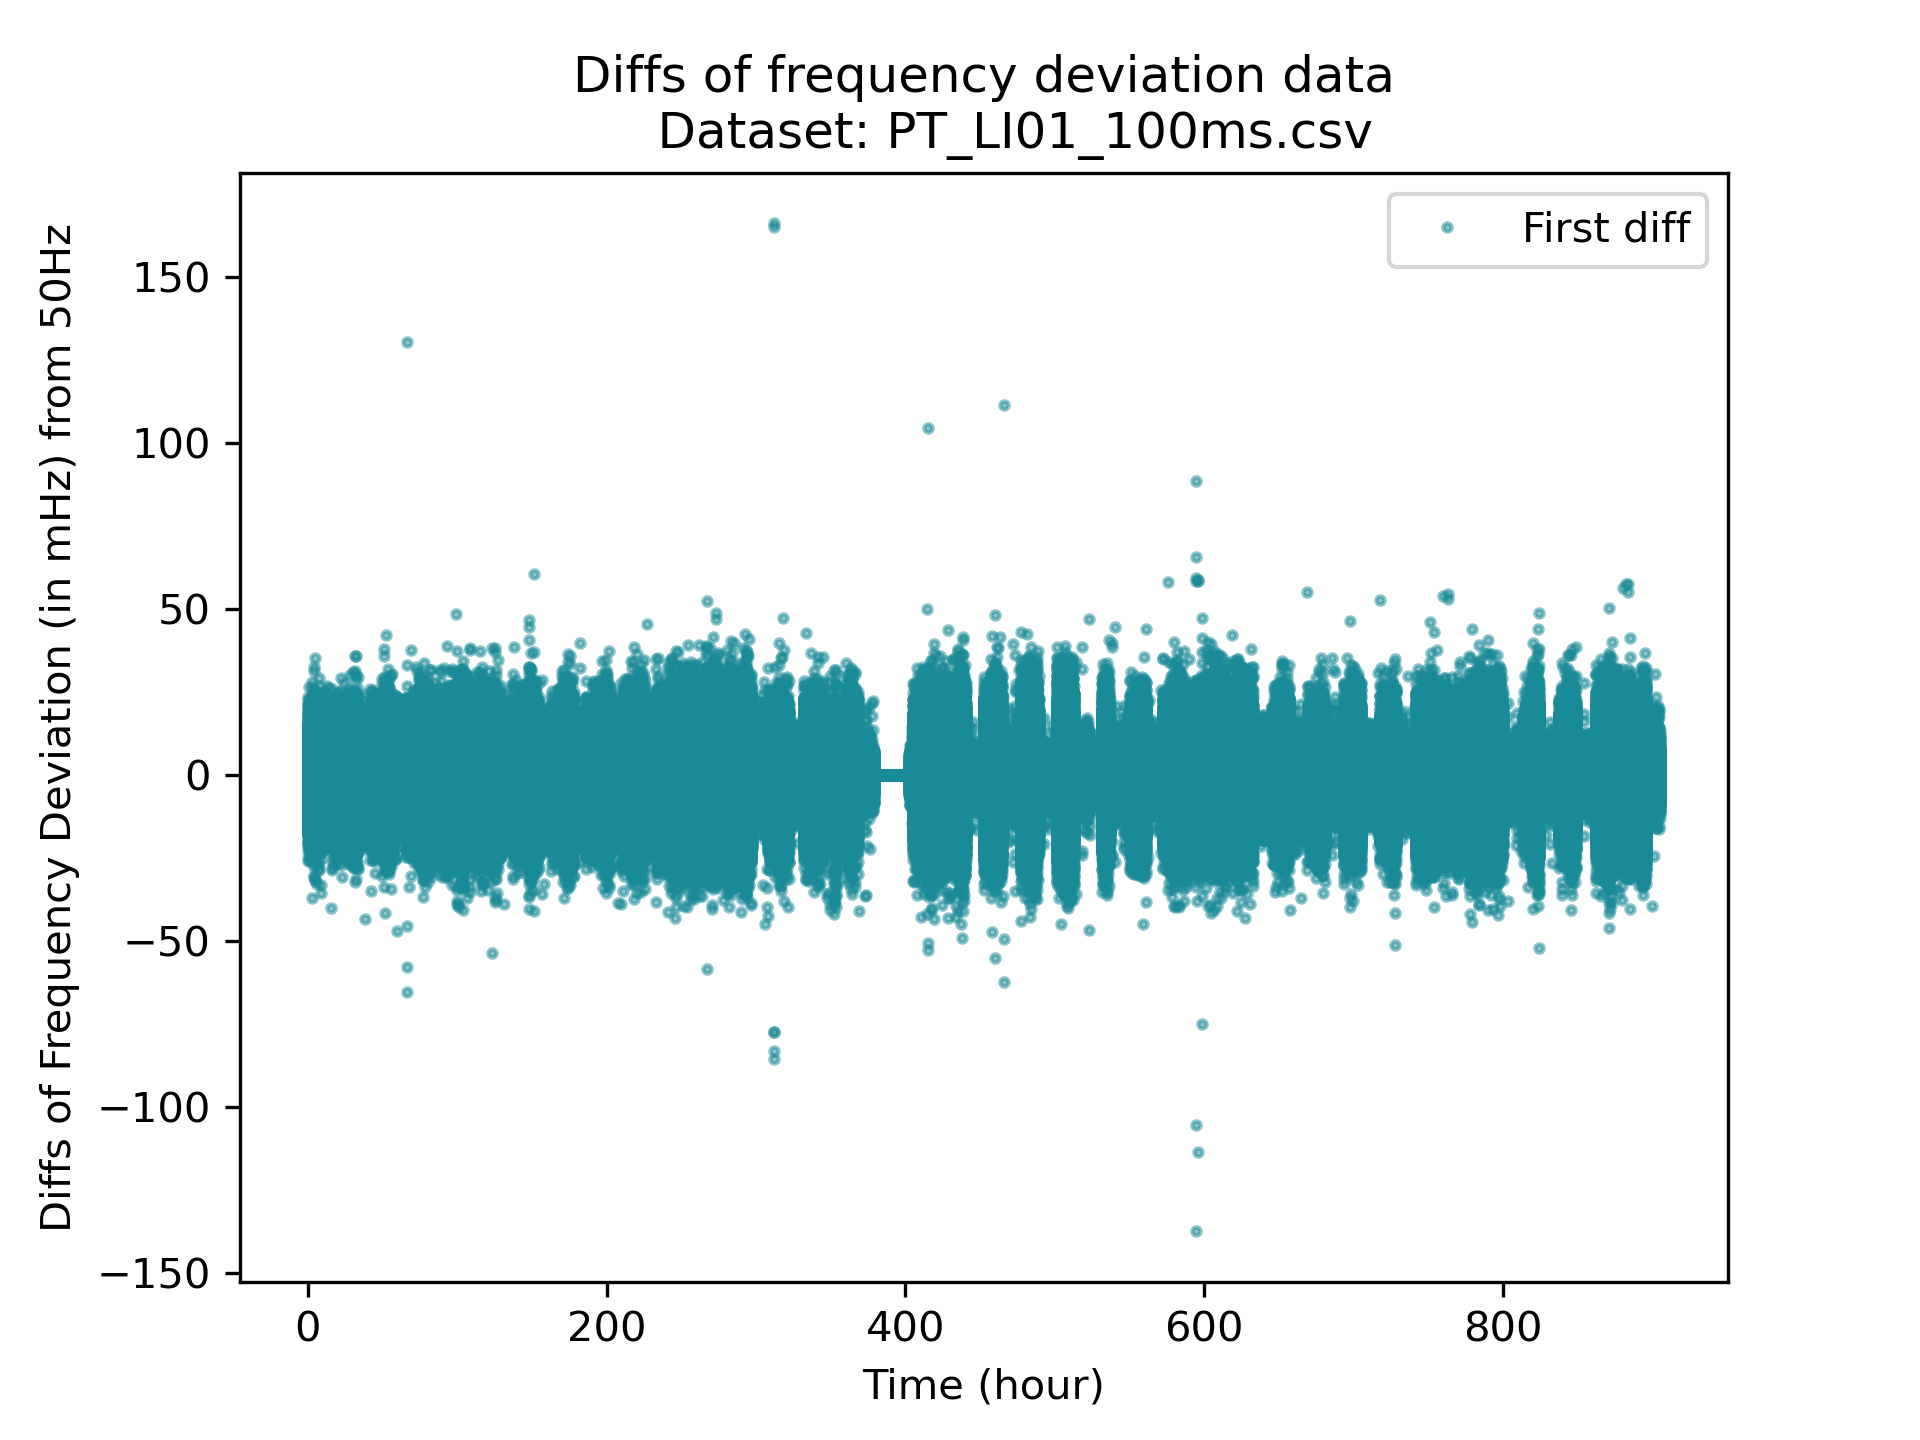 Diffs of frequency deviation data
Dataset: PT_LI01_100ms.csv
First diff
Diffs of Frequency Deviation (in mHz) from 50Hz
150
100
50
0
−50
−100
−150
0 200 400 600 800
Time (hour)